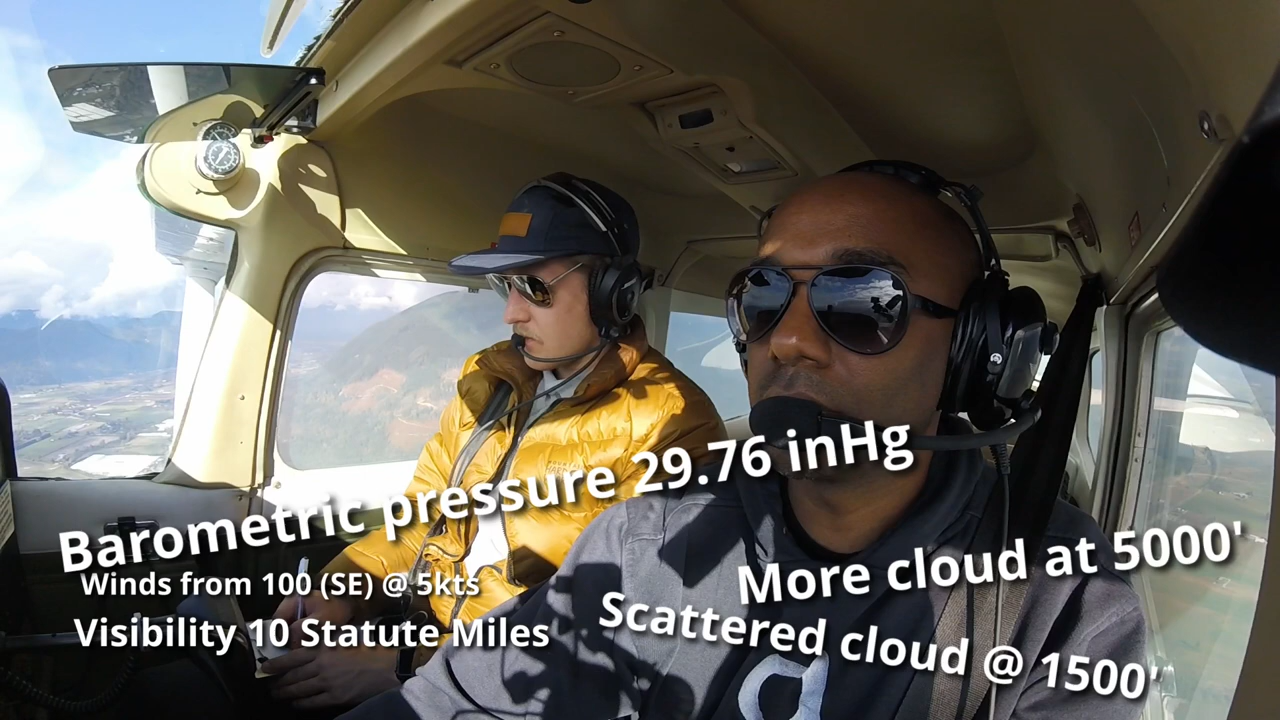 Barometric pressure 29.76 inHg
Winds from 100 (SE) @ 5kts
Visibility 10 Statute Miles
More cloud at 5000'
Scattered cloud @ 1500'